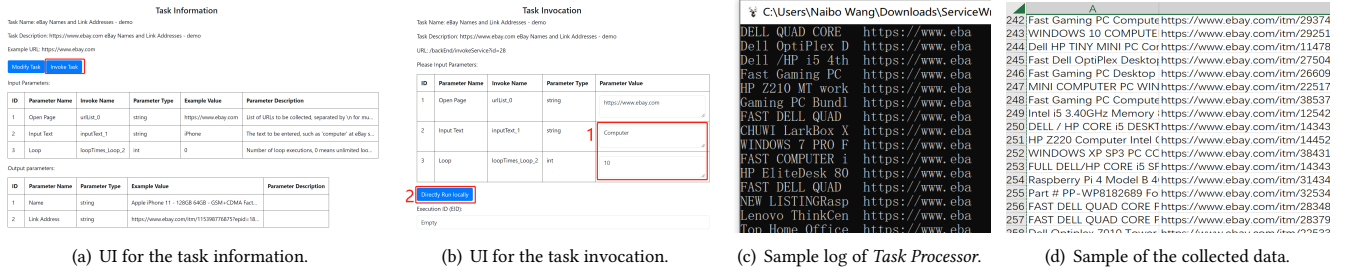 Task Information
Task Name: eBay Names and Link Addresses - demo
Task Description: https://www.ebay.com eBay Names and Link Addresses - demo
Example URL: https://www.ebay.com
Modify Task Invoke Task
Input Parameters:
ID Parameter Name Invoke Name Parameter Type Example Value Parameter Description
1 Open Page urlList_0 string https://www.ebay.com List of URLs to be collected, separated by \n for mu...
2 Input Text inputText_1 string iPhone The text to be entered, such as 'computer' at eBay s...
3 Loop loopTimes_Loop_2 int 0 Number of loop executions, 0 means unlimited loo...
Output parameters:
ID Parameter Name Parameter Type Example Value Parameter Description
1 Name string Apple iPhone 11 - 128GB 64GB - GSM+CDMA Fact...
2 Link Address string https://www.ebay.com/itm/115398776875?epid=18...
(a) UI for the task information.
Task Invocation
Task Name: eBay Names and Link Addresses - demo
Task Description: https://www.ebay.com eBay Names and Link Addresses - demo
URL: /backEnd/invokeService?id=28
Please Input Parameters:
ID Parameter Name Invoke Name Parameter Type Parameter Value
1 Open Page urlList_0 string https://www.ebay.com
2 Input Text inputText_1 string 1 Computer
3 Loop loopTimes_Loop_2 int 10
2 Directly Run locally
Execution ID (EID):
Empty
(b) UI for the task invocation.
C:\Users\Naibo Wang\Downloads\ServiceWr
DELL QUAD CORE https://www.eba
Dell OptiPlex D https://www.eba
Dell /HP i5 4th https://www.eba
Fast Gaming PC https://www.eba
HP Z210 MT work https://www.eba
Gaming PC Bundl https://www.eba
FAST DELL QUAD https://www.eba
CHUWI LarkBox X https://www.eba
WINDOWS 7 PRO F https://www.eba
FAST COMPUTER i https://www.eba
HP EliteDesk 80 https://www.eba
FAST DELL QUAD https://www.eba
NEW LISTINGRasp https://www.eba
Lenovo ThinkCen https://www.eba
Top Home Office https://www.eba
(c) Sample log of Task Processor.
A
242 Fast Gaming PC Compute https://www.ebay.com/itm/29374
243 WINDOWS 10 COMPUTER https://www.ebay.com/itm/29251
244 Dell HP TINY MINI PC Cor https://www.ebay.com/itm/11478
245 Fast Dell OptiPlex Desktop https://www.ebay.com/itm/27504
246 Fast Gaming PC Desktop https://www.ebay.com/itm/26609
247 MINI COMPUTER PC WIN https://www.ebay.com/itm/22517
248 Fast Gaming PC Compute https://www.ebay.com/itm/38537
249 Intel i5 3.40GHz Memory https://www.ebay.com/itm/12542
250 DELL / HP CORE i5 DESKT https://www.ebay.com/itm/14343
251 HP Z220 Computer Intel C https://www.ebay.com/itm/14452
252 WINDOWS XP SP3 PC CC https://www.ebay.com/itm/38431
253 FULL DELL/HP CORE i5 SF https://www.ebay.com/itm/14343
254 Raspberry Pi 4 Model B 4 https://www.ebay.com/itm/31434
255 Part # PP-WP8182689 Fo https://www.ebay.com/itm/32534
256 FAST DELL QUAD CORE F https://www.ebay.com/itm/28348
257 FAST DELL QUAD CORE F https://www.ebay.com/itm/28379
258 Dell Optiplex 7010 Tower https://www.ebay.com/itm/22533
(d) Sample of the collected data.